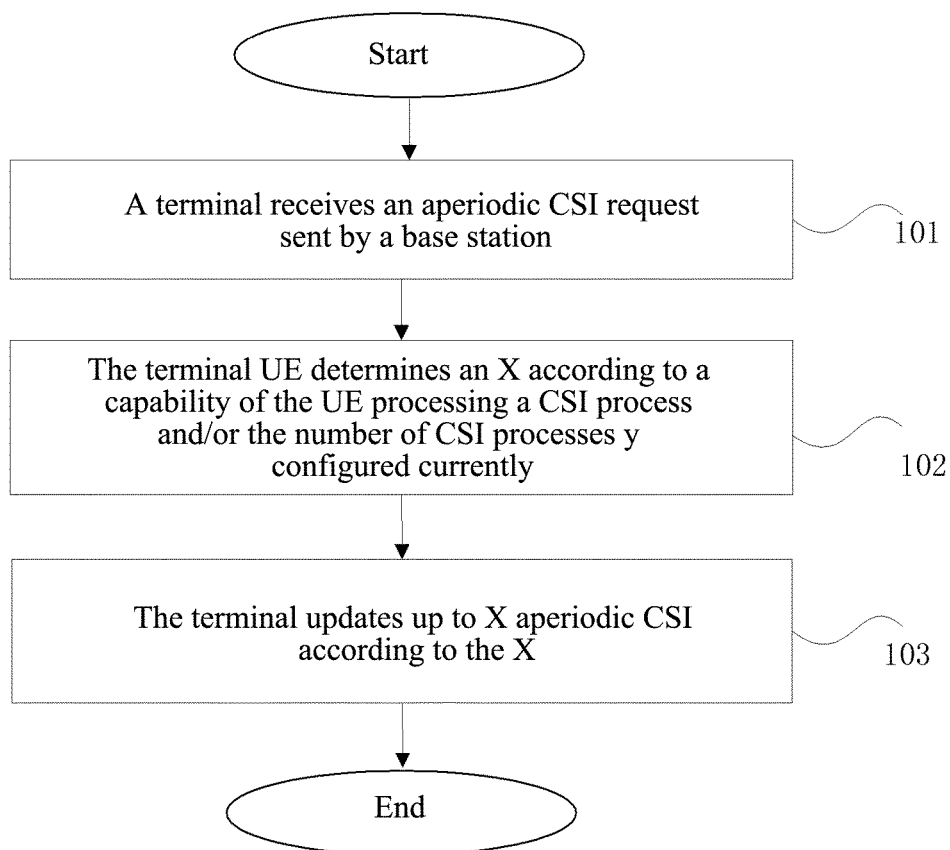 Start
A terminal receives an aperiodic CSI request
sent by a base station
101
The terminal UE determines an X according to a
capability of the UE processing a CSI process
and/or the number of CSI processes y
configured currently
102
The terminal updates up to X aperiodic CSI
according to the X
103
End